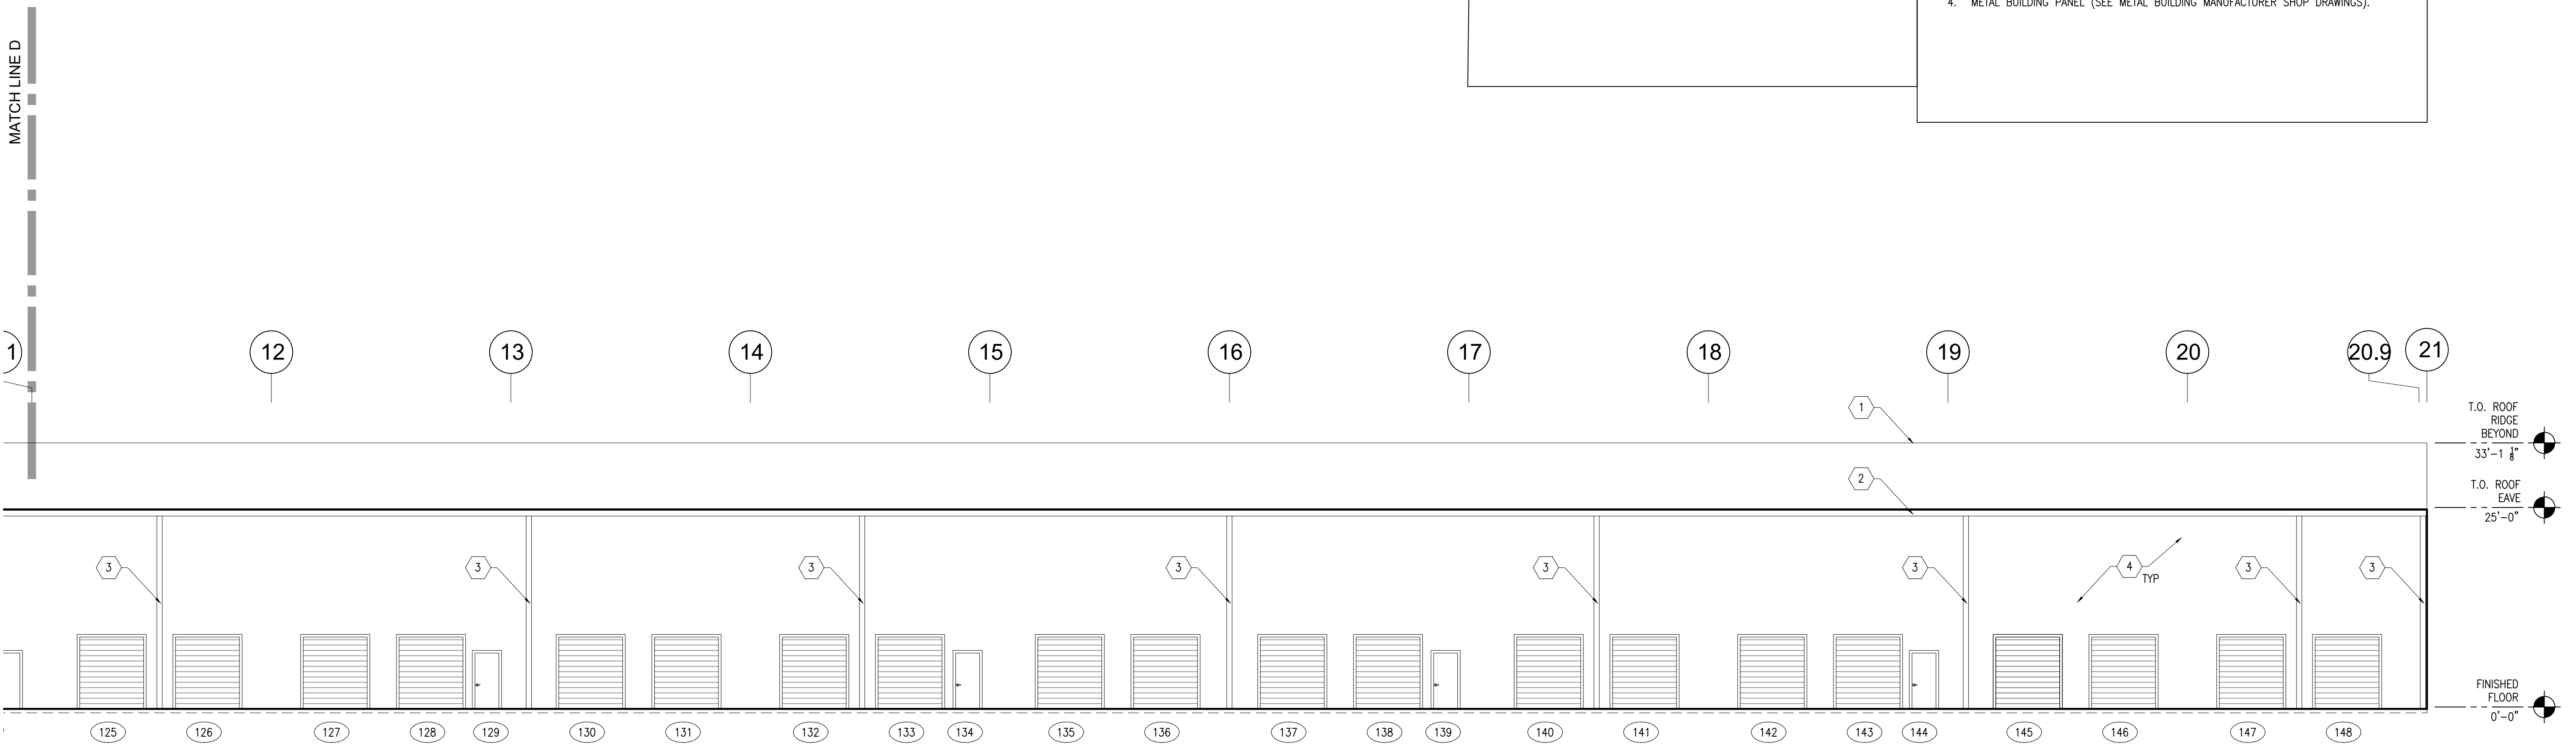 4. METAL BUILDING PANEL (SEE METAL BUILDING MANUFACTURER SHOP DRAWINGS).
MATCH LINE D
1 12 13 14 15 16 17 18 19 20 20.9 21
1
T.O. ROOF
RIDGE
BEYOND
33'-1 1/8"
2
T.O. ROOF
EAVE
25'-0"
3 3 3 3 3 3 4 3 3
TYP
FINISHED
FLOOR
0'-0"
125 126 127 128 129 130 131 132 133 134 135 136 137 138 139 140 141 142 143 144 145 146 147 148